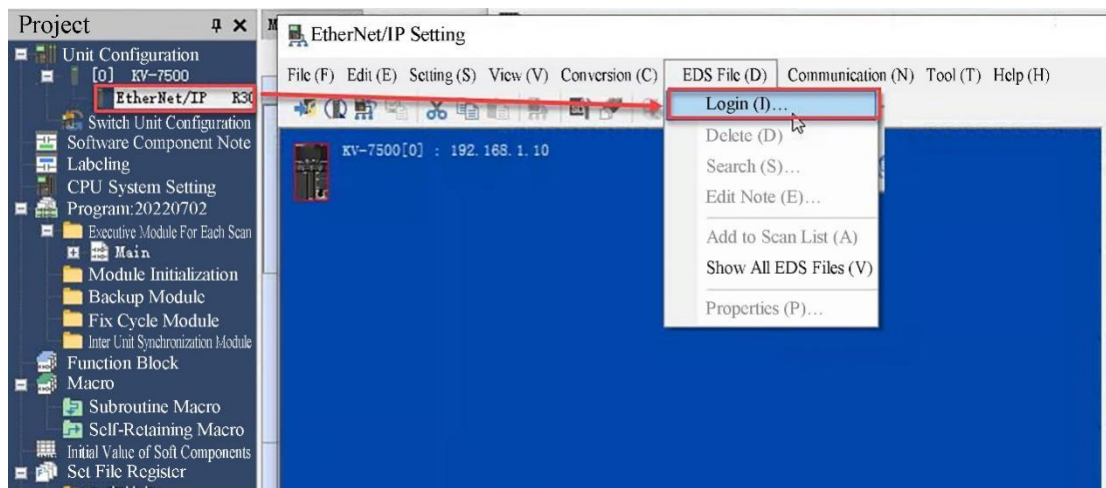 Project
Unit Configuration
[0] KV-7500
EtherNet/IP R30
Switch Unit Configuration
Software Component Note
Labeling
CPU System Setting
Program:20220702
Executive Module For Each Scan
Main
Module Initialization
Backup Module
Fix Cycle Module
Inter Unit Synchronization Module
Function Block
Macro
Subroutine Macro
Self-Retaining Macro
Initial Value of Soft Components
Set File Register
EtherNet/IP Setting
File (F) Edit (E) Setting (S) View (V) Conversion (C) EDS File (D) Communication (N) Tool (T) Help (H)
KV-7500[0] : 192.168.1.10
Login (I)...
Delete (D)
Search (S)...
Edit Note (E)...
Add to Scan List (A)
Show All EDS Files (V)
Properties (P)...